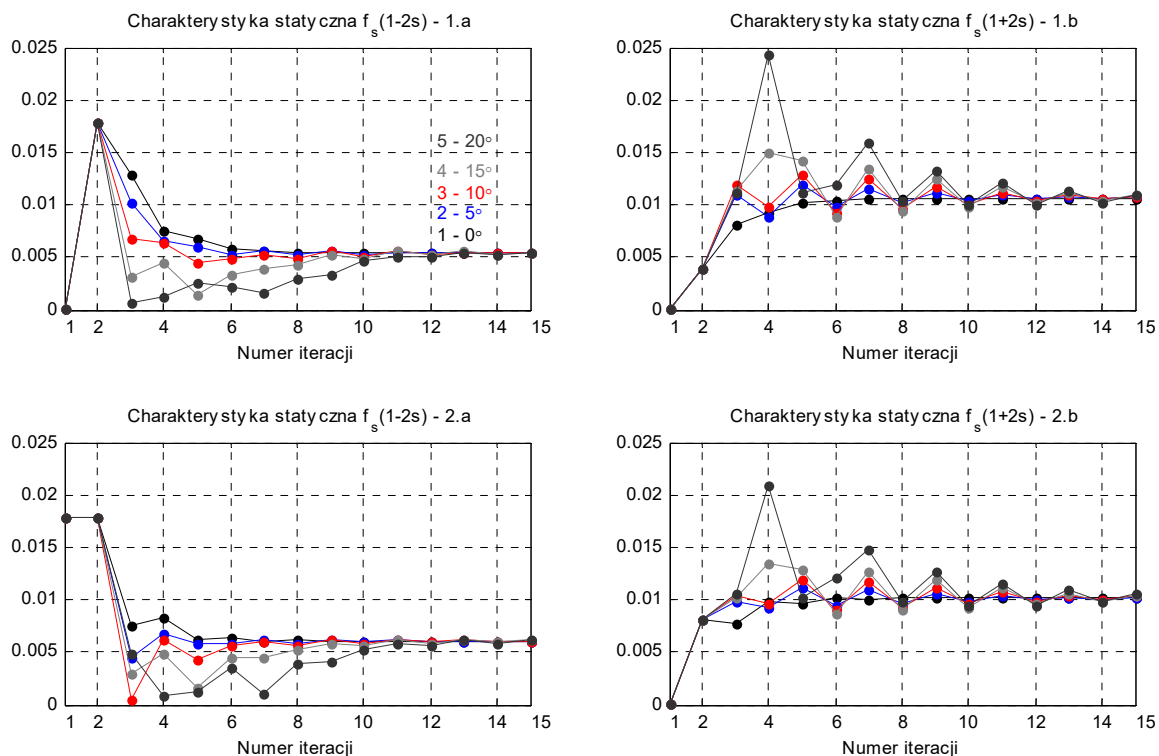 Charakterystyka statyczna f_s(1-2s) - 1.a
0.025
0.02
0.015
0.01
0.005
0
1 2 4 6 8 10 12 14 15
Numer iteracji
5 - 20°
4 - 15°
3 - 10°
2 - 5°
1 - 0°
Charakterystyka statyczna f_s(1+2s) - 1.b
0.025
0.02
0.015
0.01
0.005
0
1 2 4 6 8 10 12 14 15
Numer iteracji
Charakterystyka statyczna f_s(1-2s) - 2.a
0.025
0.02
0.015
0.01
0.005
0
1 2 4 6 8 10 12 14 15
Numer iteracji
Charakterystyka statyczna f_s(1+2s) - 2.b
0.025
0.02
0.015
0.01
0.005
0
1 2 4 6 8 10 12 14 15
Numer iteracji